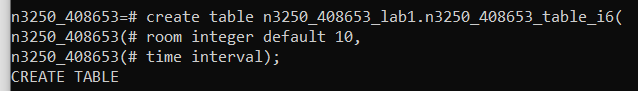 n3250_408653=# create table n3250_408653_lab1.n3250_408653_table_i6(
n3250_408653(# room integer default 10,
n3250_408653(# time interval);
CREATE TABLE